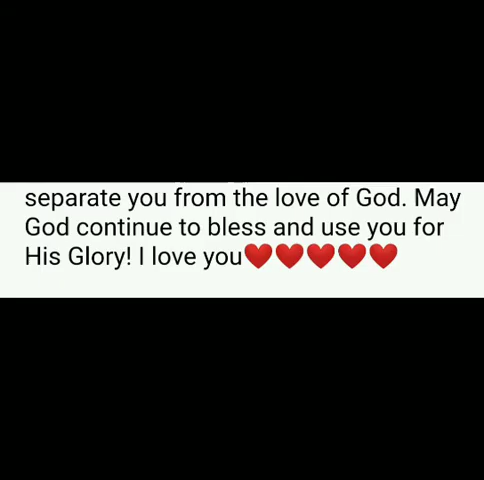 separate you from the love of God. May
God continue to bless and use you for
His Glory! I love you❤️❤️❤️❤️❤️